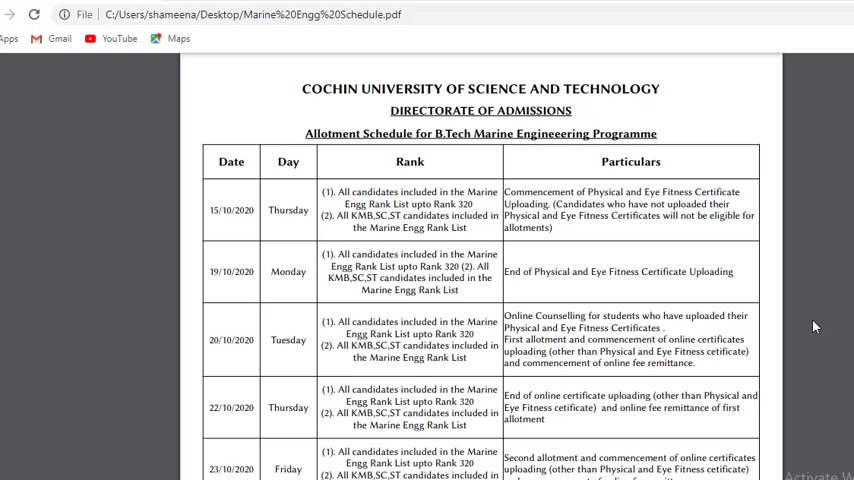 File C:/Users/shameena/Desktop/Marine%20Engg%20Schedule.pdf
Apps Gmail YouTube Maps
COCHIN UNIVERSITY OF SCIENCE AND TECHNOLOGY
DIRECTORATE OF ADMISSIONS
Allotment Schedule for B.Tech Marine Engineeering Programme
Date Day Rank Particulars
15/10/2020 Thursday
(1). All candidates included in the Marine
Engg Rank List upto Rank 320
(2). All KMB,SC,ST candidates included in
the Marine Engg Rank List
Commencement of Physical and Eye Fitness Certificate
Uploading. (Candidates who have not uploaded their
Physical and Eye Fitness Certificates will not be eligible for
allotments)
19/10/2020 Monday
(1). All candidates included in the Marine
Engg Rank List upto Rank 320 (2). All
KMB,SC,ST candidates included in the
Marine Engg Rank List
End of Physical and Eye Fitness Certificate Uploading
20/10/2020 Tuesday
(1). All candidates included in the Marine
Engg Rank List upto Rank 320
(2). All KMB,SC,ST candidates included in
the Marine Engg Rank List
Online Counselling for students who have uploaded their
Physical and Eye Fitness Certificates .
First allotment and commencement of online certificates
uploading (other than Physical and Eye Fitness cetificate)
and commencement of online fee remittance.
22/10/2020 Thursday
(1). All candidates included in the Marine
Engg Rank List upto Rank 320
(2). All KMB,SC,ST candidates included in
the Marine Engg Rank List
End of online certificate uploading (other than Physical and
Eye Fitness cetificate) and online fee remittance of first
allotment
23/10/2020 Friday
(1). All candidates included in the Marine
Engg Rank List upto Rank 320
(2). All KMB,SC,ST candidates included in
Second allotment and commencement of online certificates
uploading (other than Physical and Eye Fitness cetificate)
Activate W